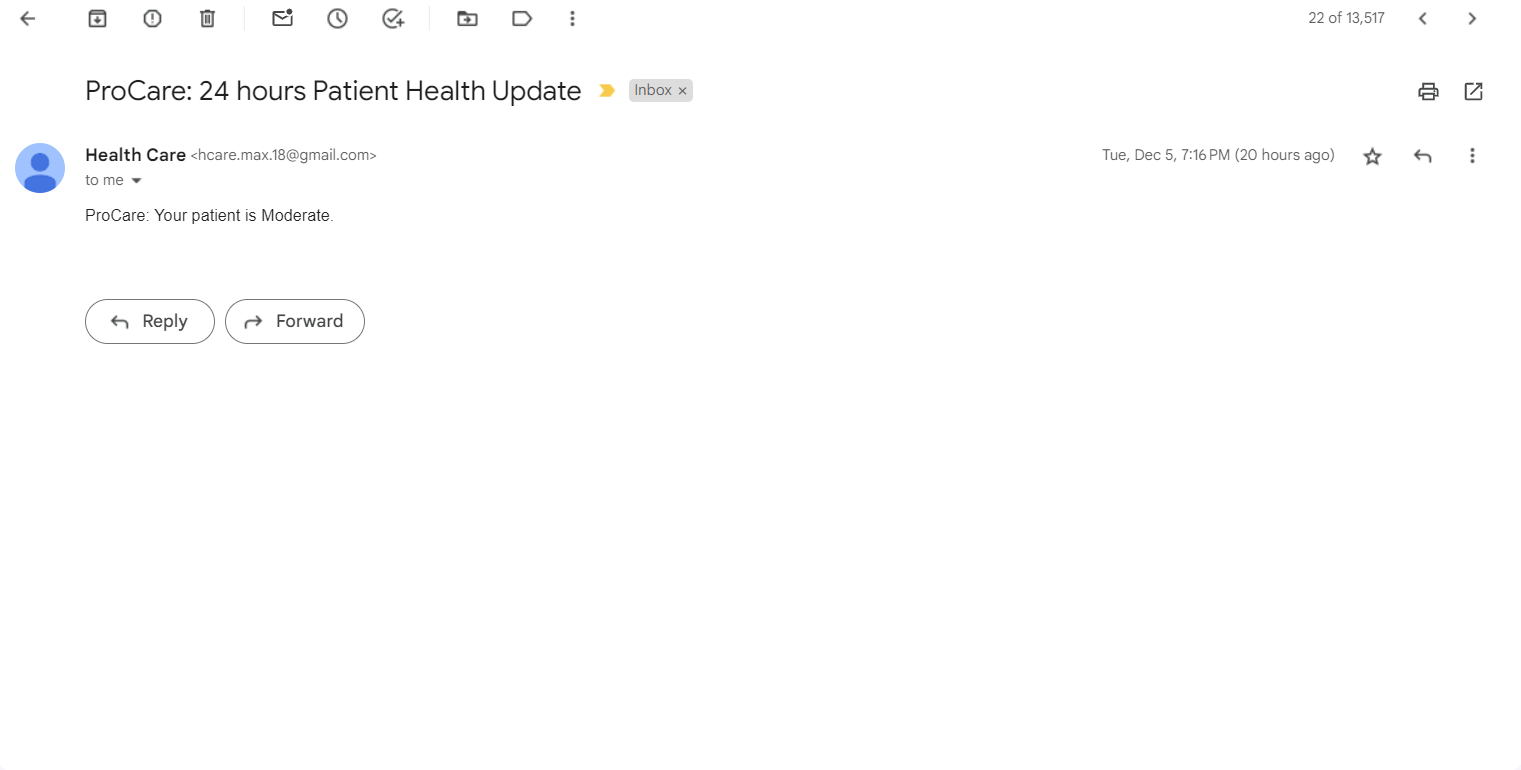 22 of 13,517
ProCare: 24 hours Patient Health Update
Inbox ×
Health Care <hcare.max.18@gmail.com>
Tue, Dec 5, 7:16 PM (20 hours ago)
to me
ProCare: Your patient is Moderate.
Reply
Forward